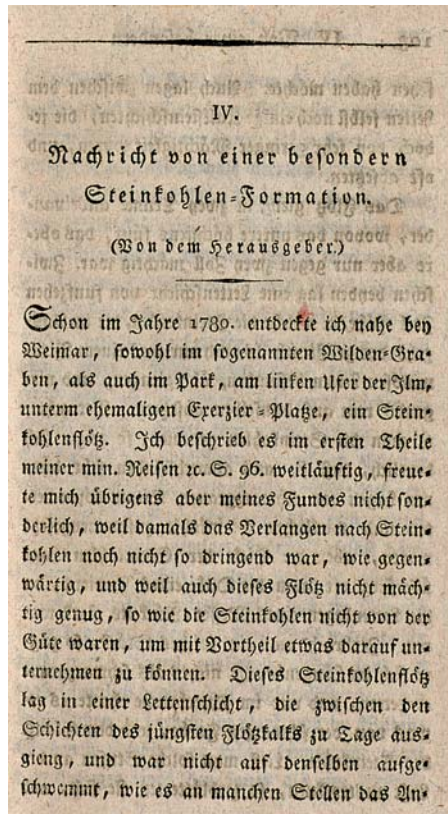 IV.
Nachricht von einer besondern
Steinkohlen-Formation.
(Von dem Herausgeber.)
Schon im Jahre 1780. entdeckte ich nahe bey
Weimar, sowohl im sogenannten Wilden-Gra-
ben, als auch im Park, am linken Ufer der Ilm,
unterm ehemaligen Exerzier-Platze, ein Stein-
kohlenflötz. Ich beschrieb es im ersten Theile
meiner min. Reisen ꝛc. S. 96. weitläuftig, freue-
te mich übrigens aber meines Fundes nicht son-
derlich, weil damals das Verlangen nach Stein-
kohlen noch nicht so dringend war, wie gegen-
wärtig, und weil auch dieses Flötz nicht mäch-
tig genug, so wie die Steinkohlen nicht von der
Güte waren, um mit Vortheil etwas darauf un-
ternehmen zu können. Dieses Steinkohlenflötz
lag in einer Lettenschicht, die zwischen den
Schichten des jüngsten Flötzkalks zu Tage aus-
gieng, und war nicht auf denselben aufge-
schwemmt, wie es an manchen Stellen das An-